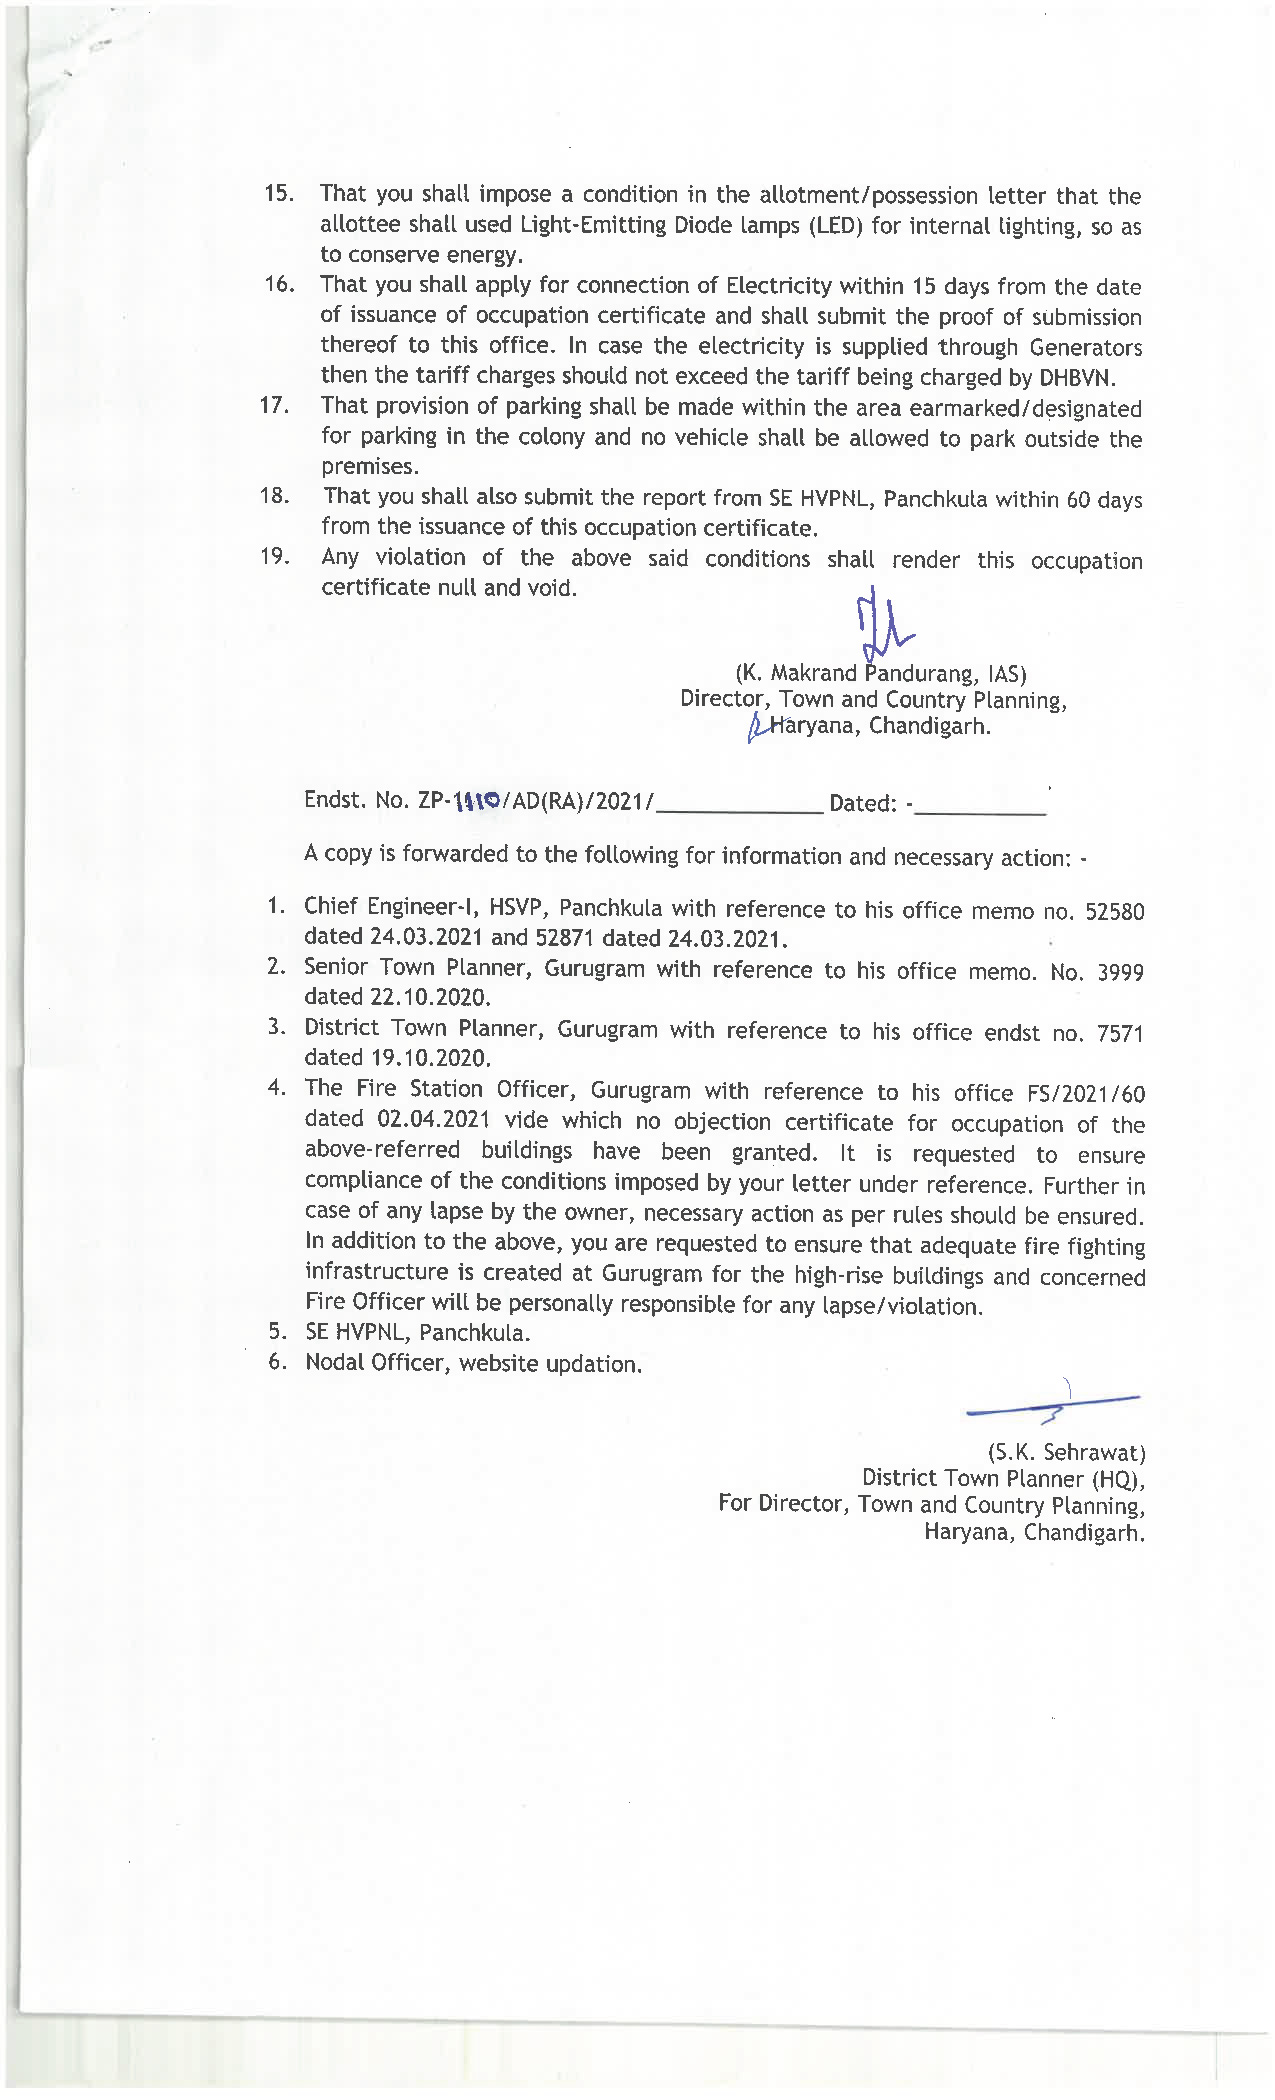 15. That you shall impose a condition in the allotment/possession letter that the
allottee shall used Light-Emitting Diode lamps (LED) for internal lighting, so as
to conserve energy.
16. That you shall apply for connection of Electricity within 15 days from the date
of issuance of occupation certificate and shall submit the proof of submission
thereof to this office. In case the electricity is supplied through Generators
then the tariff charges should not exceed the tariff being charged by DHBVN.
17. That provision of parking shall be made within the area earmarked/designated
for parking in the colony and no vehicle shall be allowed to park outside the
premises.
18. That you shall also submit the report from SE HVPNL, Panchkula within 60 days
from the issuance of this occupation certificate.
19. Any violation of the above said conditions shall render this occupation
certificate null and void.
(K. Makrand Pandurang, IAS)
Director, Town and Country Planning,
Haryana, Chandigarh.
Endst. No. ZP-1110/AD(RA)/2021/____________ Dated: -__________
A copy is forwarded to the following for information and necessary action: -
1. Chief Engineer-I, HSVP, Panchkula with reference to his office memo no. 52580
dated 24.03.2021 and 52871 dated 24.03.2021.
2. Senior Town Planner, Gurugram with reference to his office memo. No. 3999
dated 22.10.2020.
3. District Town Planner, Gurugram with reference to his office endst no. 7571
dated 19.10.2020.
4. The Fire Station Officer, Gurugram with reference to his office FS/2021/60
dated 02.04.2021 vide which no objection certificate for occupation of the
above-referred buildings have been granted. It is requested to ensure
compliance of the conditions imposed by your letter under reference. Further in
case of any lapse by the owner, necessary action as per rules should be ensured.
In addition to the above, you are requested to ensure that adequate fire fighting
infrastructure is created at Gurugram for the high-rise buildings and concerned
Fire Officer will be personally responsible for any lapse/violation.
5. SE HVPNL, Panchkula.
6. Nodal Officer, website updation.
(S.K. Sehrawat)
District Town Planner (HQ),
For Director, Town and Country Planning,
Haryana, Chandigarh.